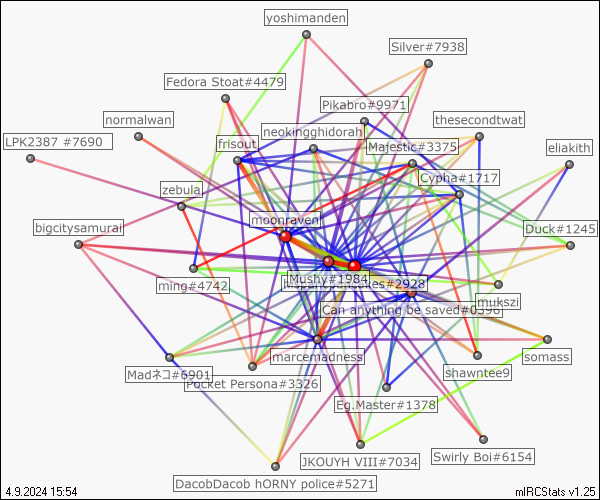 yoshimanden
Silver#7938
Fedora Stoat#4479
Pikabro#9971
normalwan
thesecondtwat
neokingghidorah
LPK2387 #7690
frisout
Majestic#3375
eliakith
Cypha#1717
zebula
moonraven
bigcitysamurai
Duck#1245
Mushy#1984
#2928
ming#4742
mukszi
Can anything be saved#0396
marcemadness
somass
Madネコ#6901
Pocket Persona#3326
shawntee9
Eg.Master#1378
JKOUYH VIII#7034
Swirly Boi#6154
DacobDacob hORNY police#5271
4.9.2024 15:54
mIRCStats v1.25